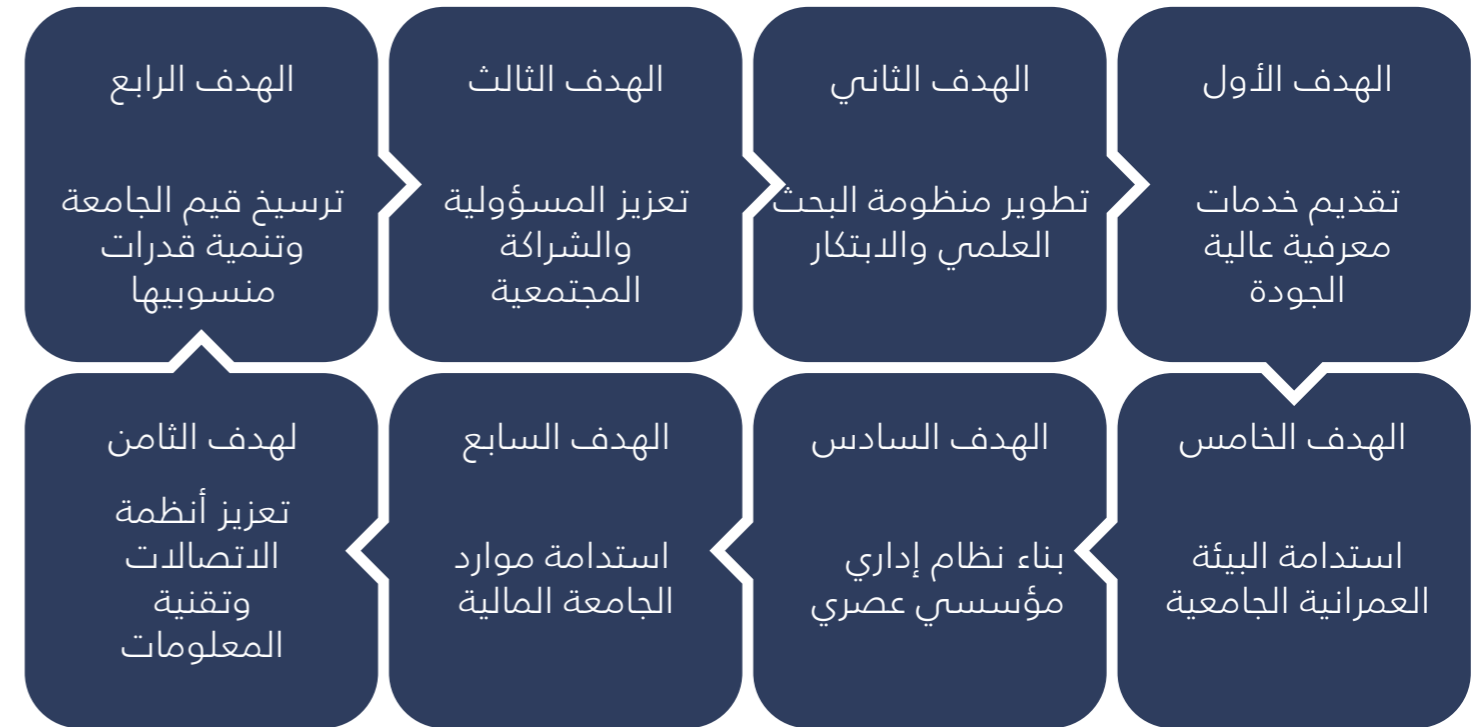 الهدف الأول
تقديم خدمات
معرفية عالية
الجودة
الهدف الثاني
تطوير منظومة البحث
العلمي والابتكار
الهدف الثالث
تعزيز المسؤولية
والشراكة
المجتمعية
الهدف الرابع
ترسيخ قيم الجامعة
وتنمية قدرات
منسوبيها
الهدف الخامس
استدامة البيئة
العمرانية الجامعية
الهدف السادس
بناء نظام إداري
مؤسسي عصري
الهدف السابع
استدامة موارد
الجامعة المالية
لهدف الثامن
تعزيز أنظمة
الاتصالات
وتقنية
المعلومات